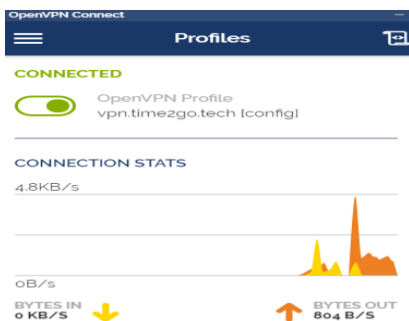 OpenVPN Connect
Profiles
CONNECTED
OpenVPN Profile
vpn.time2go.tech [config]
CONNECTION STATS
4.8KB/s
0B/s
BYTES IN
0 KB/S
BYTES OUT
804 B/S